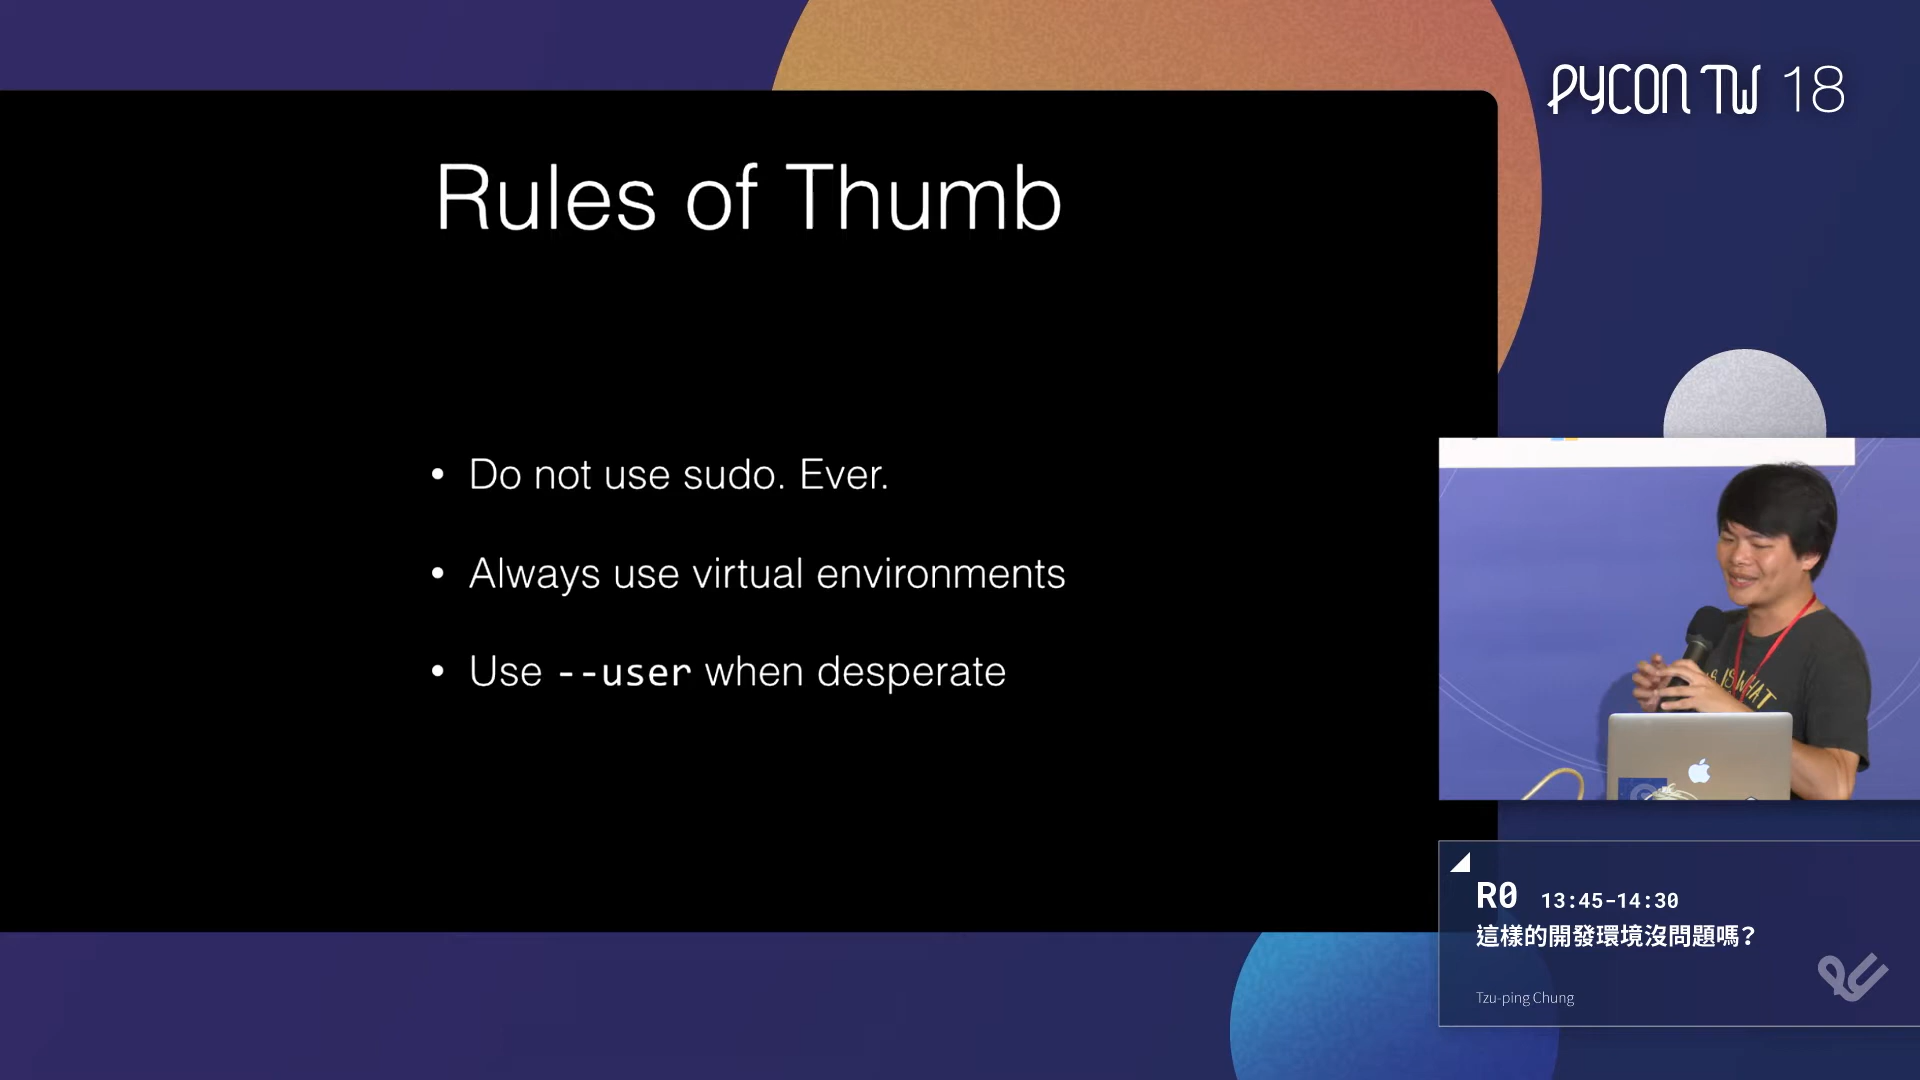 PYCON TW 18
Rules of Thumb
• Do not use sudo. Ever.
• Always use virtual environments
• Use --user when desperate
R0 13:45-14:30
這樣的開發環境沒問題嗎?
Tzu-ping Chung